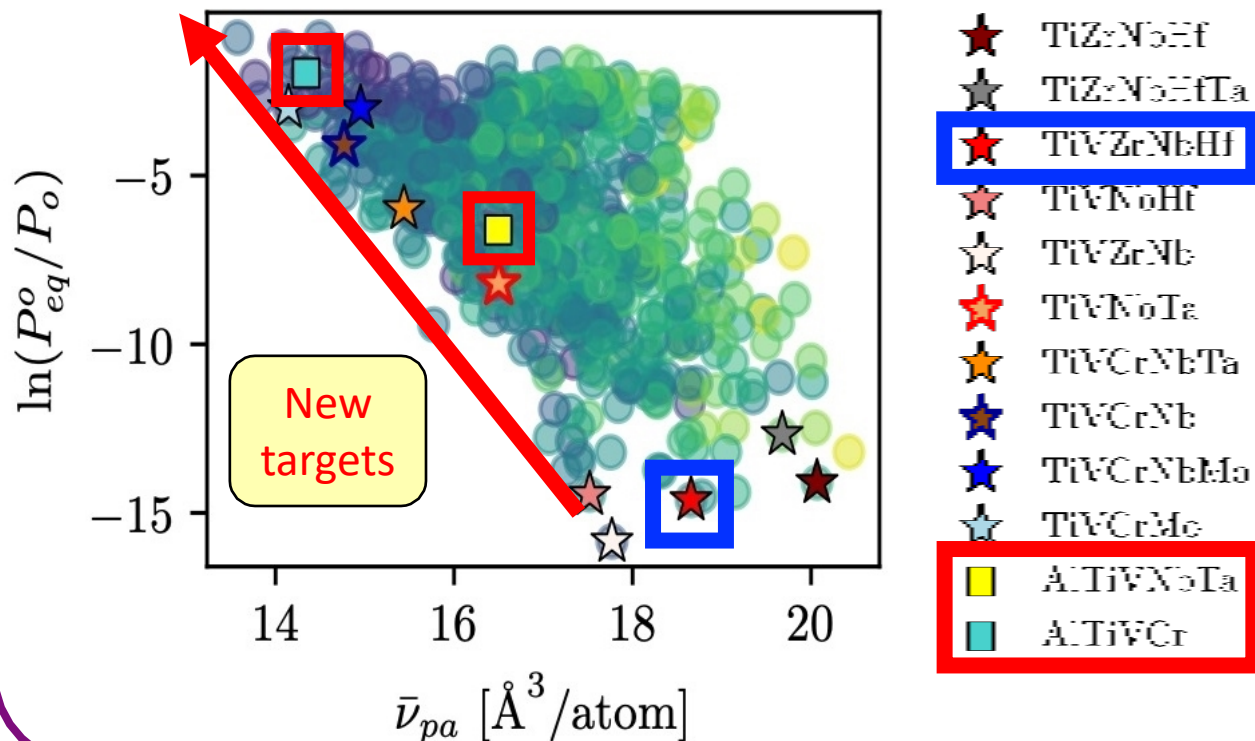 ln(P°eq/Po)
−5
−10
−15
New
targets
14
16
18
20
ν̄pa [Å³/atom]
TiZrNbHf
TiZrNbHfTa
TiVZrNbHf
TiVNbHf
TiVZrNb
TiVNbTa
TiVCrNbTa
TiVCrNb
TiVCrNbMo
TiVCrMo
AlTiVNbTa
AlTiVCr